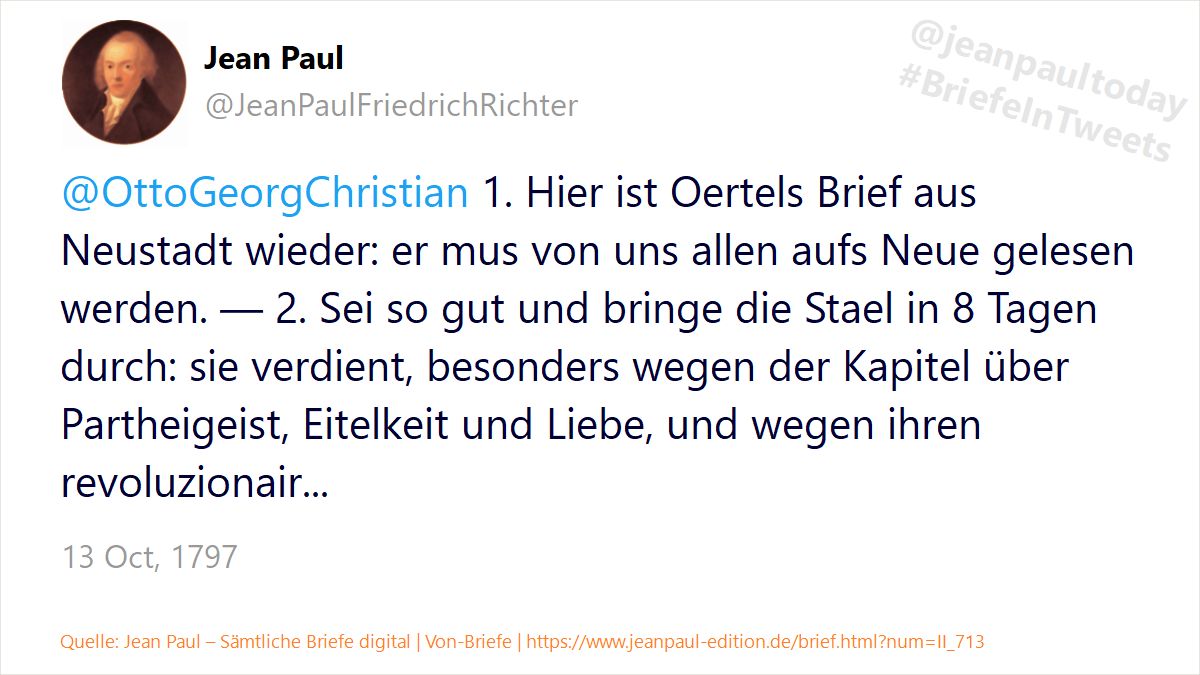 Jean Paul
@JeanPaulFriedrichRichter
@jeanpaultoday
#BriefeInTweets
@OttoGeorgChristian 1. Hier ist Oertels Brief aus
Neustadt wieder: er mus von uns allen aufs Neue gelesen
werden. — 2. Sei so gut und bringe die Stael in 8 Tagen
durch: sie verdient, besonders wegen der Kapitel über
Partheigeist, Eitelkeit und Liebe, und wegen ihren
revoluzionair...
13 Oct, 1797
Quelle: Jean Paul – Sämtliche Briefe digital | Von-Briefe | https://www.jeanpaul-edition.de/brief.html?num=II_713